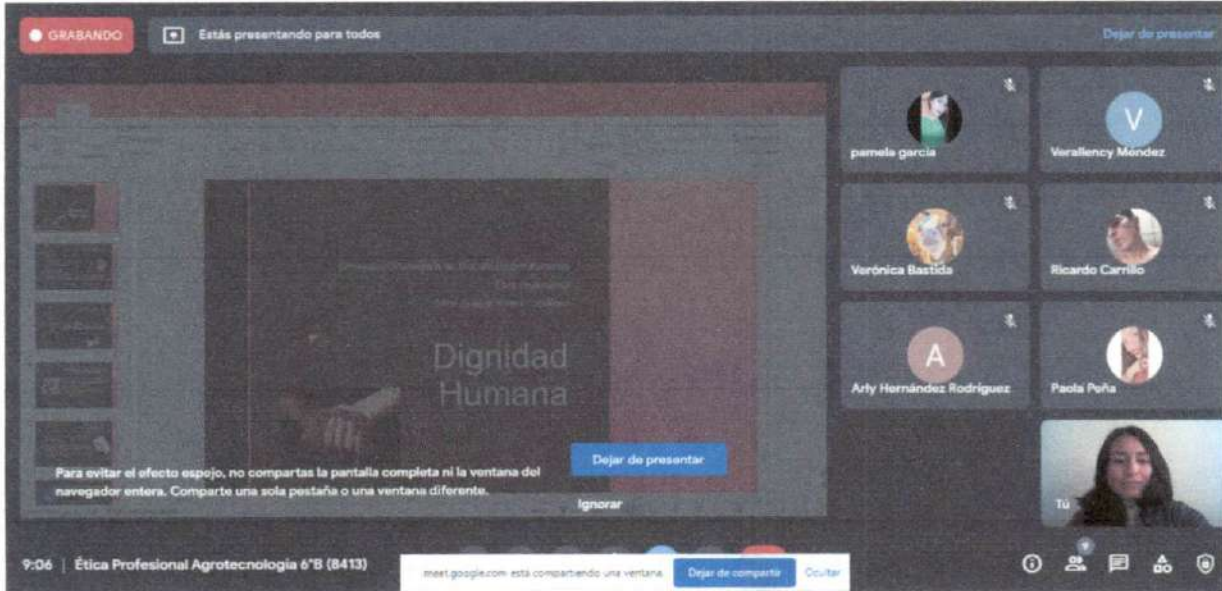 GRABANDO
Estás presentando para todos
Dejar de presentar
pamela garcia
V
Verallency Méndez
Verónica Bastida
Ricardo Carrillo
A
Arly Hernández Rodríguez
Paola Peña
Tú
Dignidad
Humana
Para evitar el efecto espejo, no compartas la pantalla completa ni la ventana del
navegador entera. Comparte una sola pestaña o una ventana diferente.
Dejar de presentar
Ignorar
9:06 | Ética Profesional Agrotecnología 6°B (8413)
meet.google.com está compartiendo una ventana.
Dejar de compartir
Ocultar
9